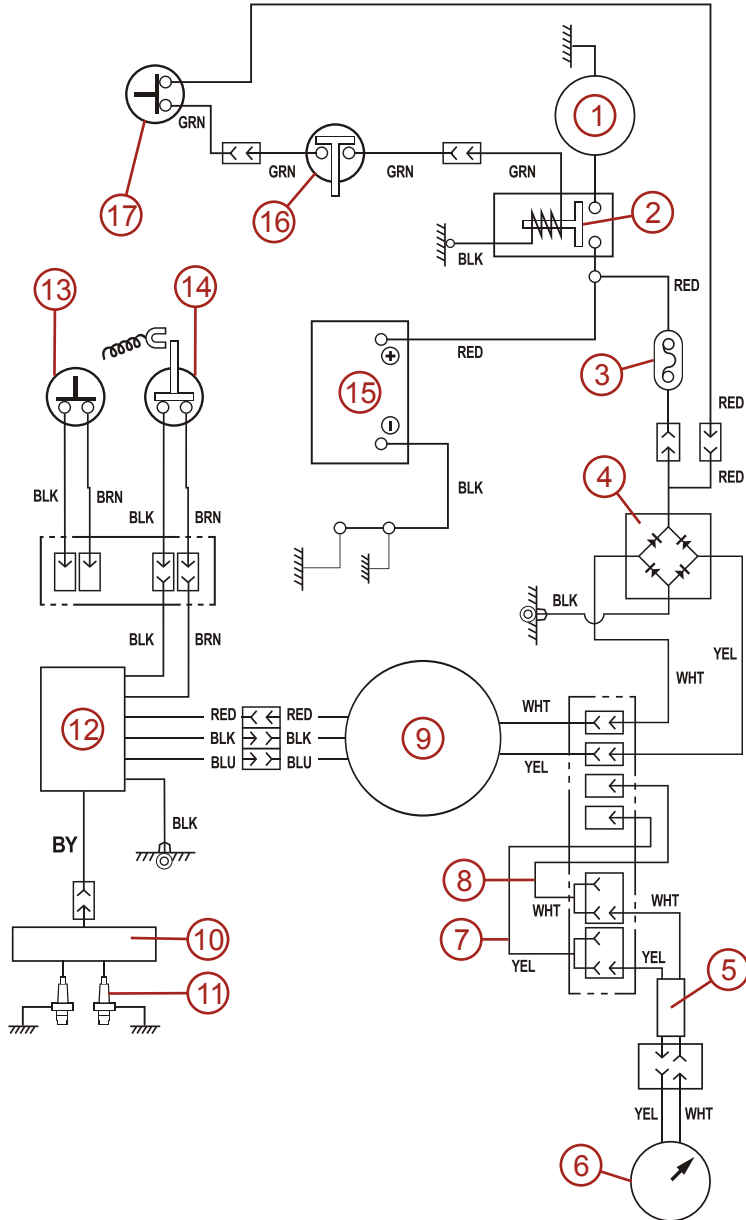 1
GRN
17
GRN
16
GRN
GRN
2
BLK
RED
13
14
RED
3
15
+
-
RED
BLK
RED
4
BLK
BRN
BLK
BRN
BLK
YEL
BLK
BRN
WHT
12
RED
RED
9
WHT
BLK
BLK
BLU
BLU
YEL
BLK
BY
8
WHT
WHT
7
10
YEL
YEL
5
11
YEL
WHT
6